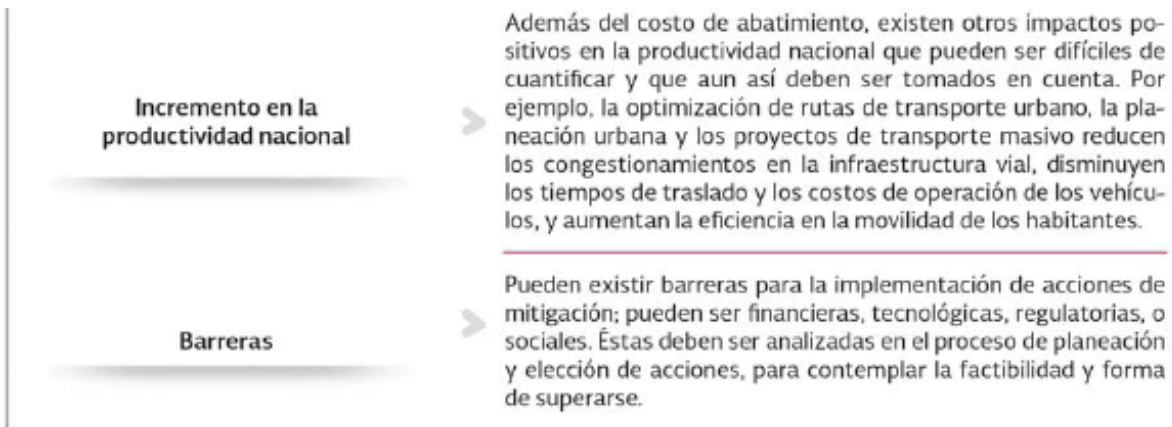 Incremento en la
productividad nacional
Además del costo de abatimiento, existen otros impactos po-
sitivos en la productividad nacional que pueden ser difíciles de
cuantificar y que aun así deben ser tomados en cuenta. Por
ejemplo, la optimización de rutas de transporte urbano, la pla-
neación urbana y los proyectos de transporte masivo reducen
los congestionamientos en la infraestructura vial, disminuyen
los tiempos de traslado y los costos de operación de los vehícu-
los, y aumentan la eficiencia en la movilidad de los habitantes.
Barreras
Pueden existir barreras para la implementación de acciones de
mitigación; pueden ser financieras, tecnológicas, regulatorias, o
sociales. Éstas deben ser analizadas en el proceso de planeación
y elección de acciones, para contemplar la factibilidad y forma
de superarse.